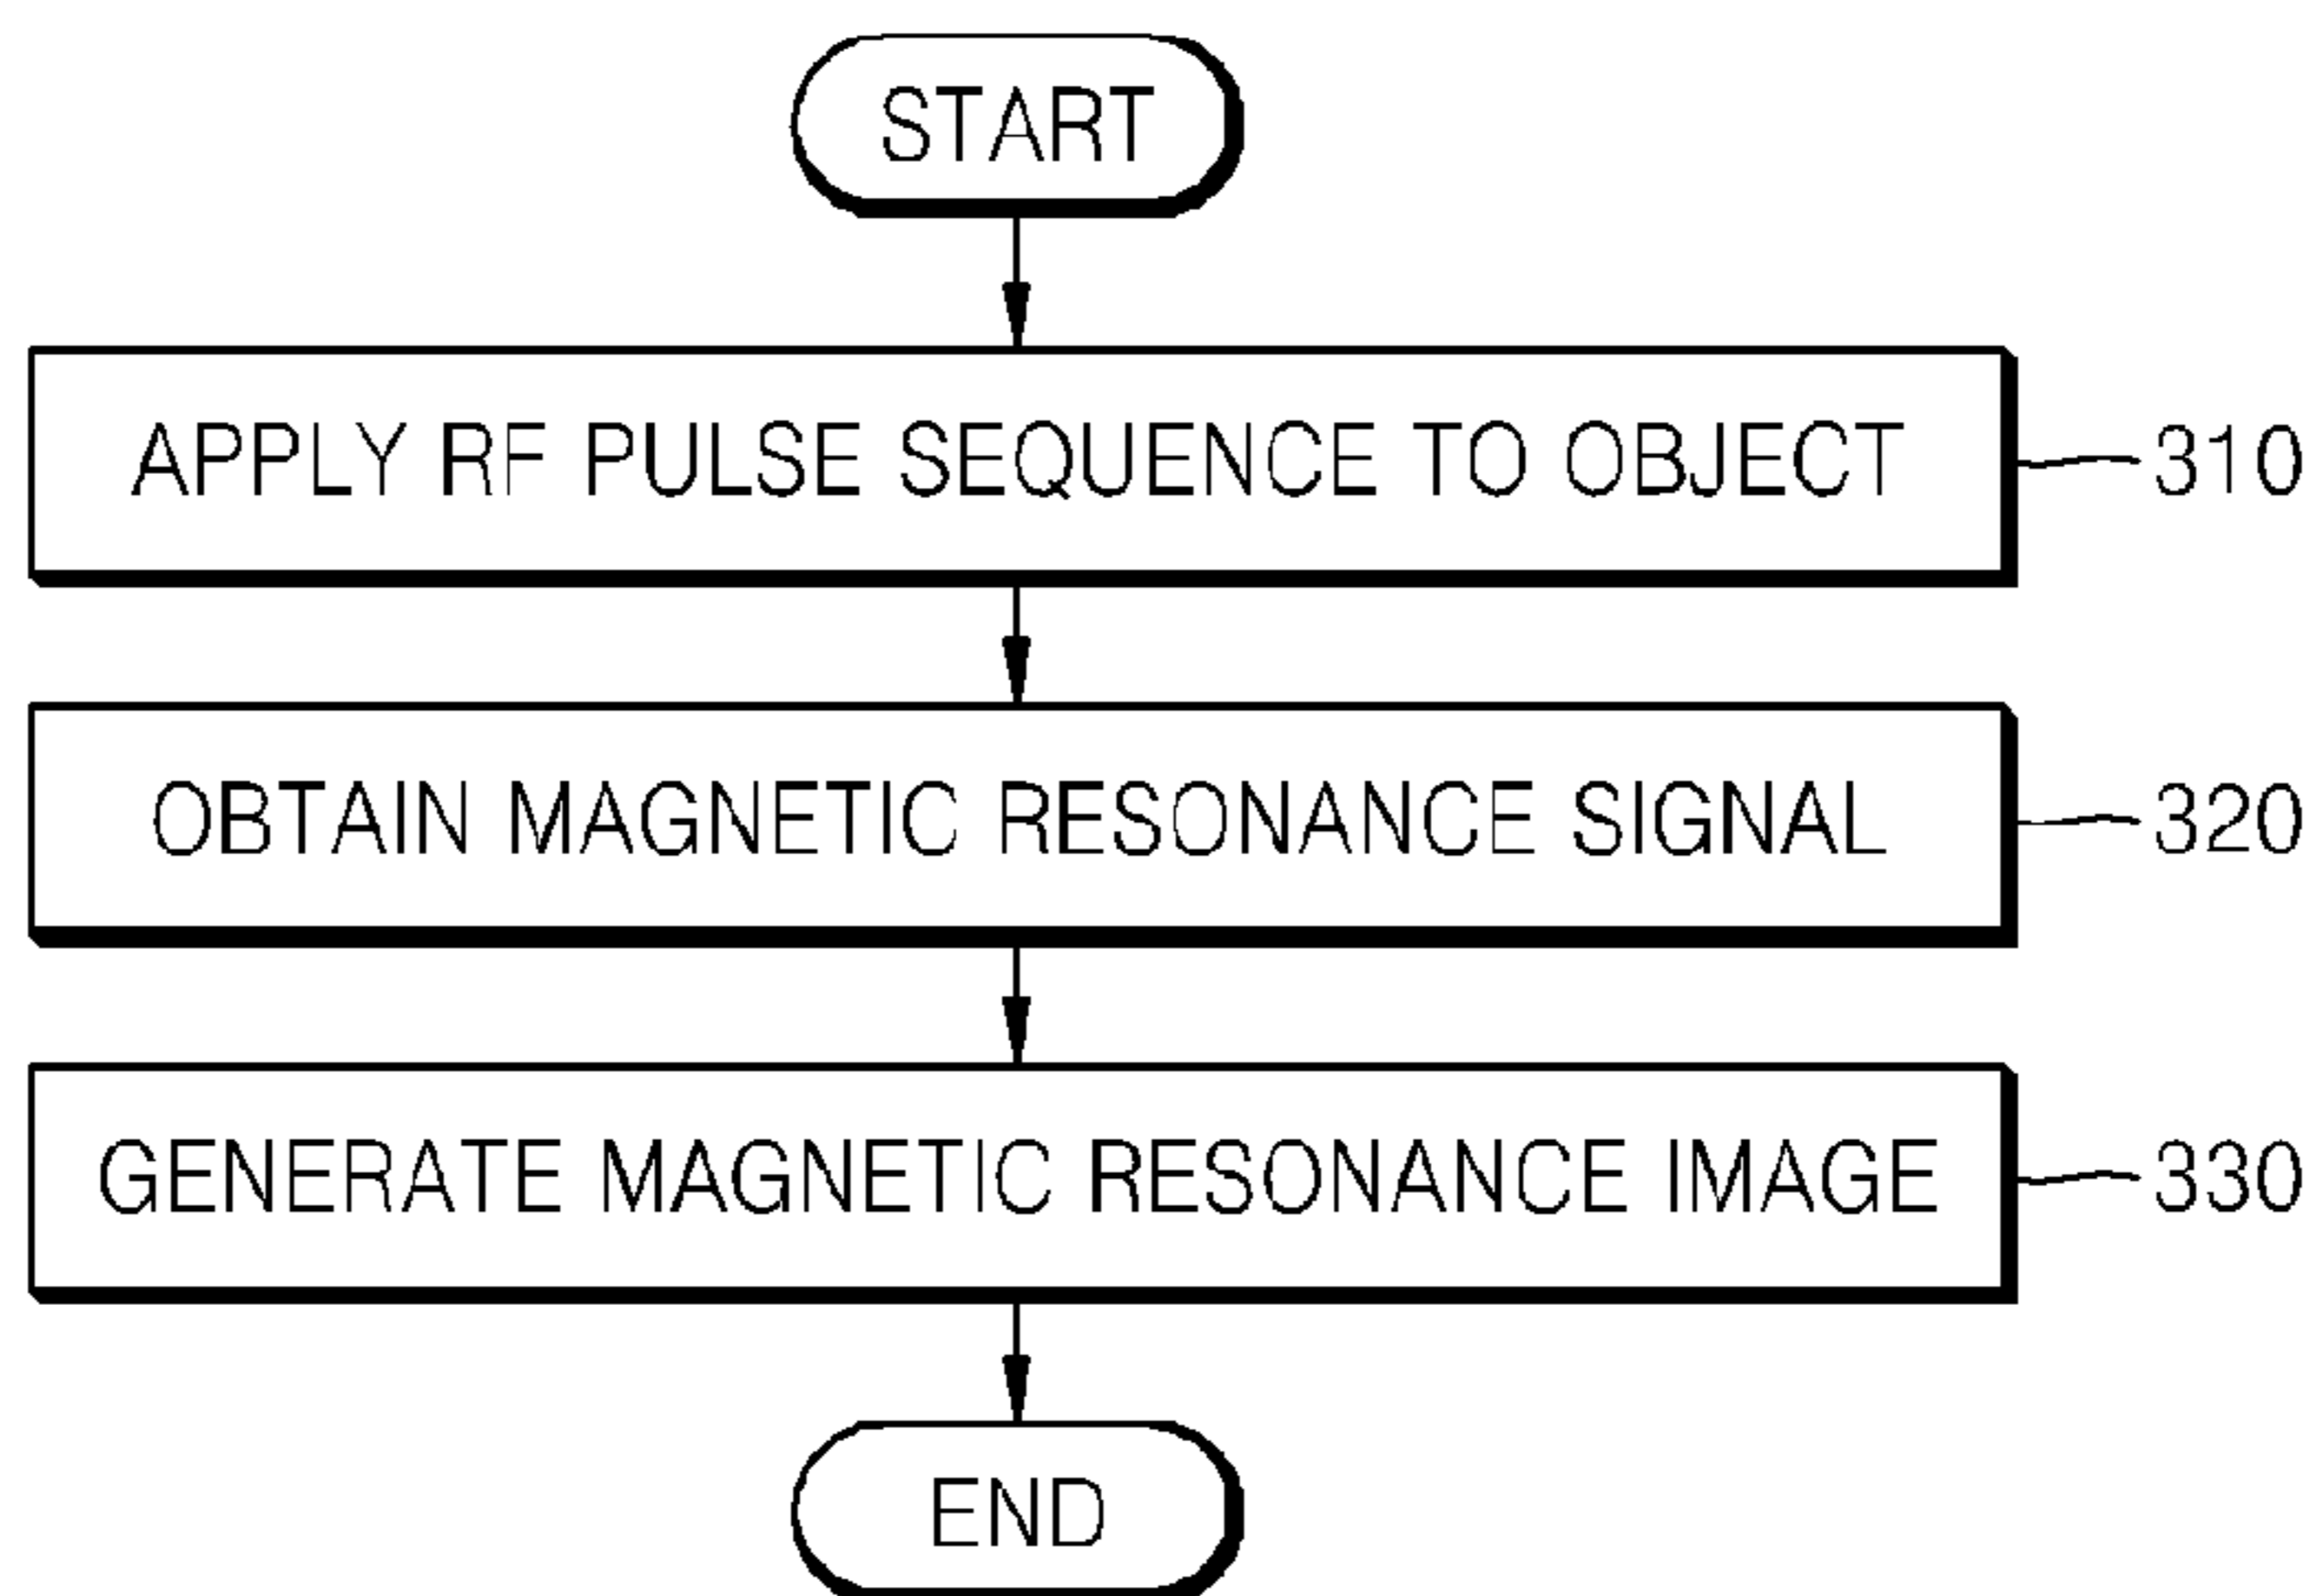 START
APPLY RF PULSE SEQUENCE TO OBJECT 310
OBTAIN MAGNETIC RESONANCE SIGNAL 320
GENERATE MAGNETIC RESONANCE IMAGE 330
END